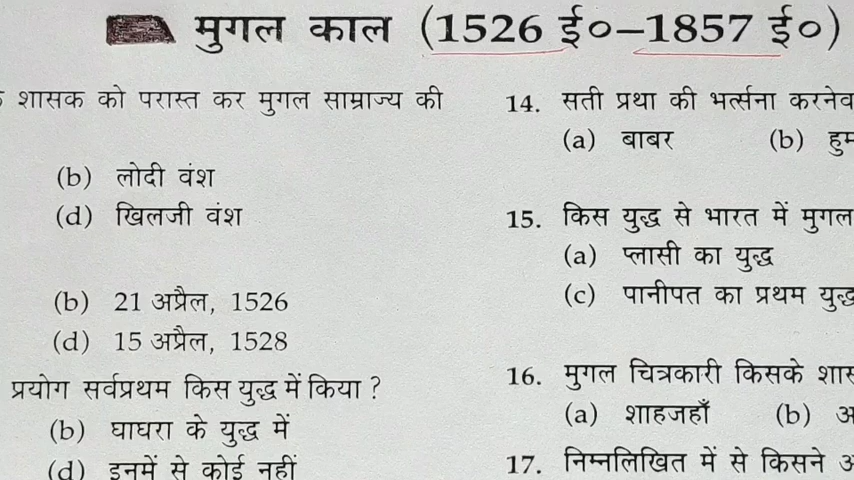 मुगल काल (1526 ई०–1857 ई०)
शासक को परास्त कर मुगल साम्राज्य की
(b) लोदी वंश
(d) खिलजी वंश
(b) 21 अप्रैल, 1526
(d) 15 अप्रैल, 1528
प्रयोग सर्वप्रथम किस युद्ध में किया ?
(b) घाघरा के युद्ध में
(d) इनमें से कोई नहीं
14. सती प्रथा की भर्त्सना
(a) बाबर (b)
15. किस युद्ध से भारत में मुगल
(a) प्लासी का युद्ध
(c) पानीपत का प्रथम युद्ध
16. मुगल चित्रकारी किसके
(a) शाहजहाँ (b)
17. निम्नलिखित में से किसने